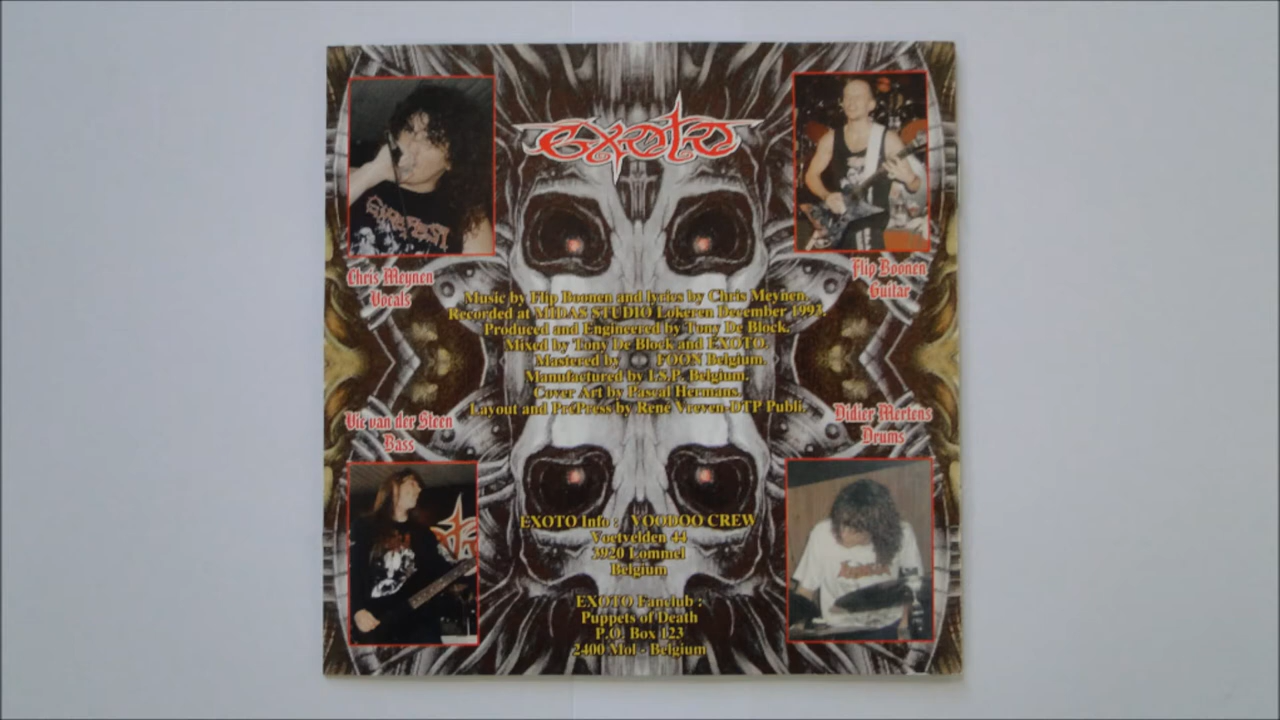 EXOTO
Chris Meynen
Vocals
Flip Boonen
Guitar
Music by Flip Boonen and lyrics by Chris Meynen.
Recorded at MIDAS STUDIO Lokeren December 1993.
Produced and Engineered by Tony De Block.
Mixed by Tony De Block and EXOTO.
Mastered by FOON Belgium.
Manufactured by I.S.P. Belgium.
Cover Art by Pascal Hermans.
Layout and PrePress by René Vreven-DTP Publi.
Vic van der Steen
Bass
Didier Mertens
Drums
EXOTO Info : VOODOO CREW
Voetvelden 44
3920 Lommel
Belgium
EXOTO Fanclub :
Puppets of Death
P.O. Box 123
2400 Mol - Belgium